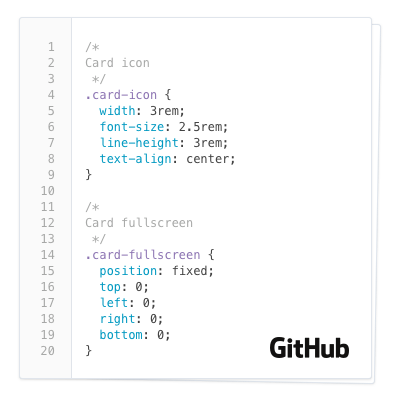 1 /*
2 Card icon
3  */
4 .card-icon {
5   width: 3rem;
6   font-size: 2.5rem;
7   line-height: 3rem;
8   text-align: center;
9 }
10
11 /*
12 Card fullscreen
13  */
14 .card-fullscreen {
15   position: fixed;
16   top: 0;
17   left: 0;
18   right: 0;
19   bottom: 0;
20 }
GitHub